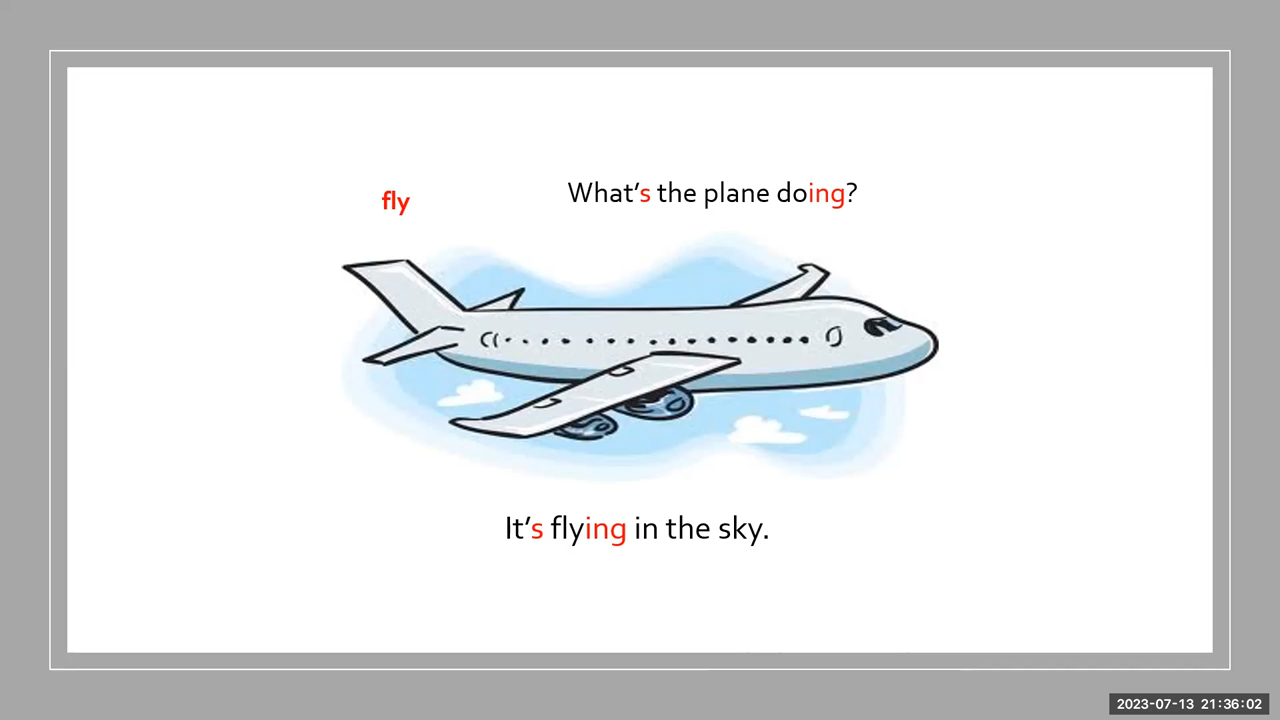 fly
What’s the plane doing?
It’s flying in the sky.
2023-07-13 21:36:02